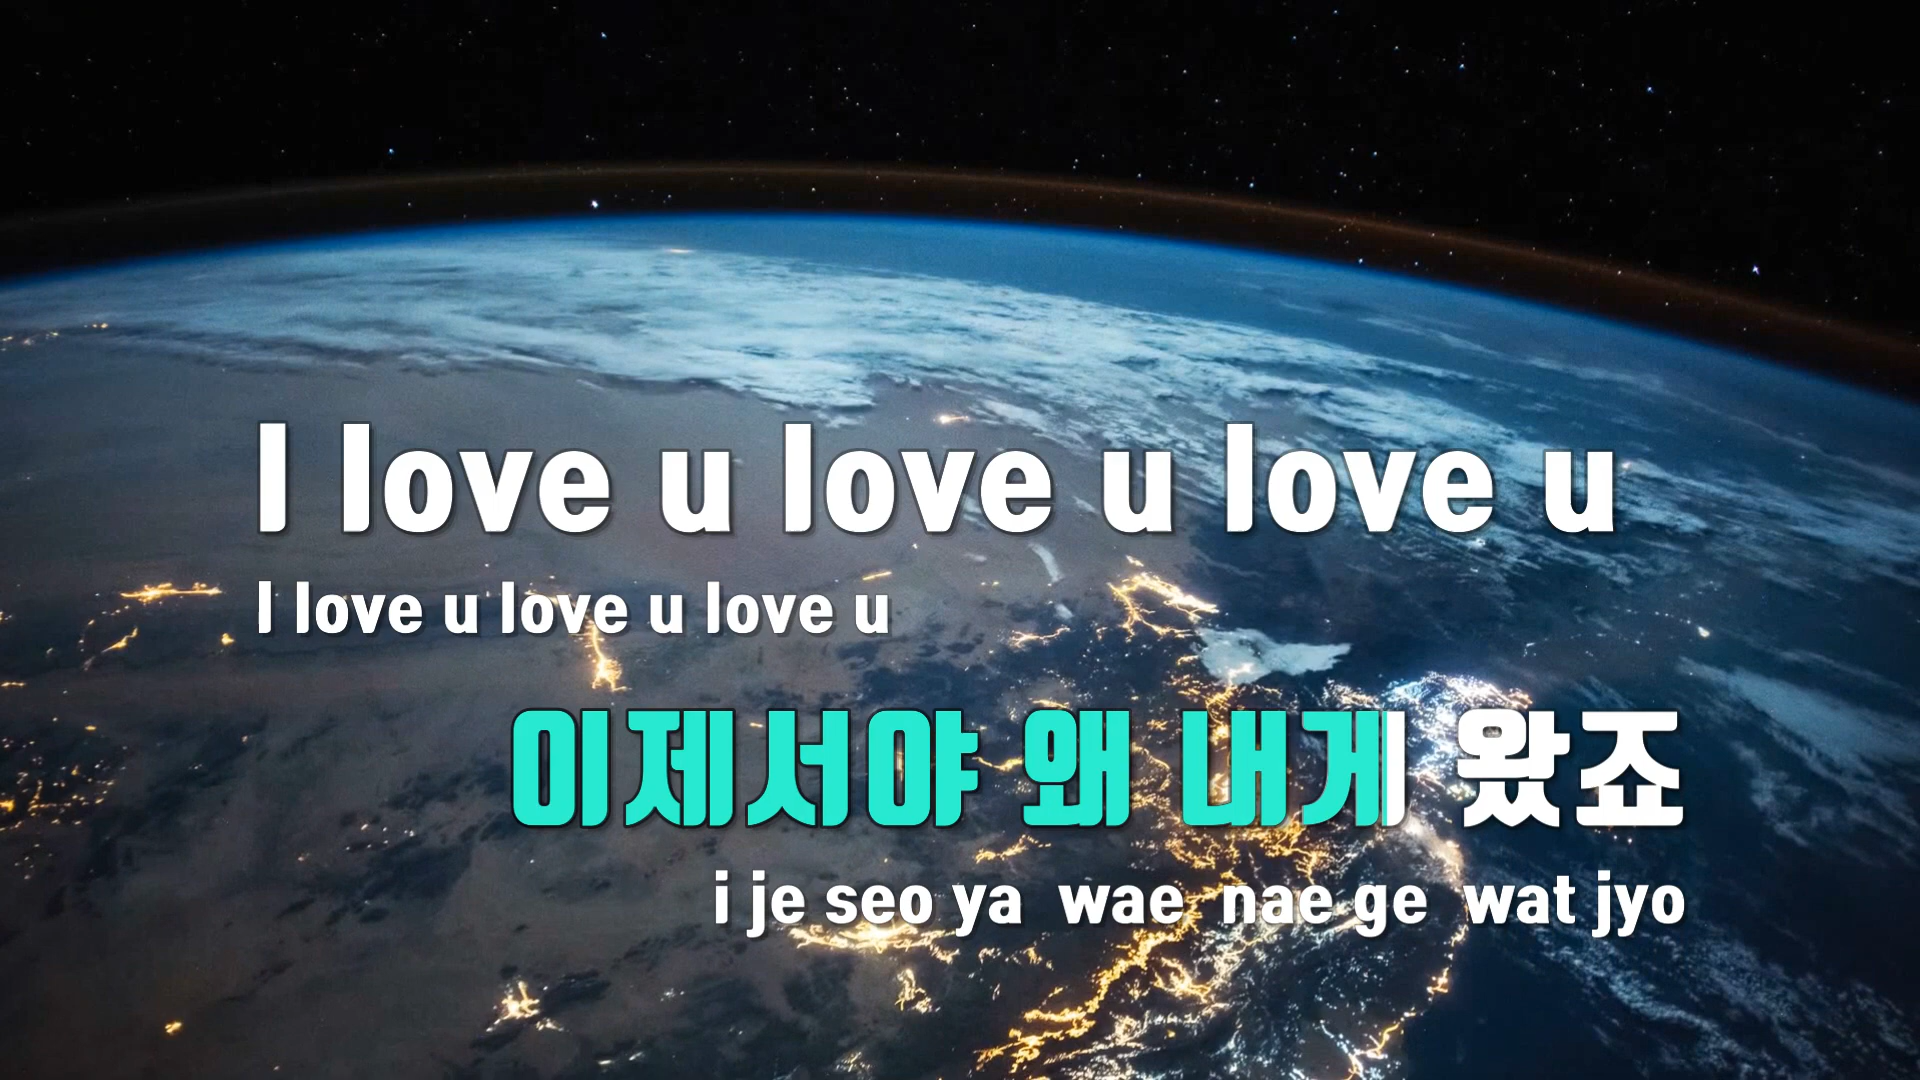 I love u love u love u
I love u love u love u
이제서야 왜 내게 왔죠
i je seo ya wae nae ge wat jyo